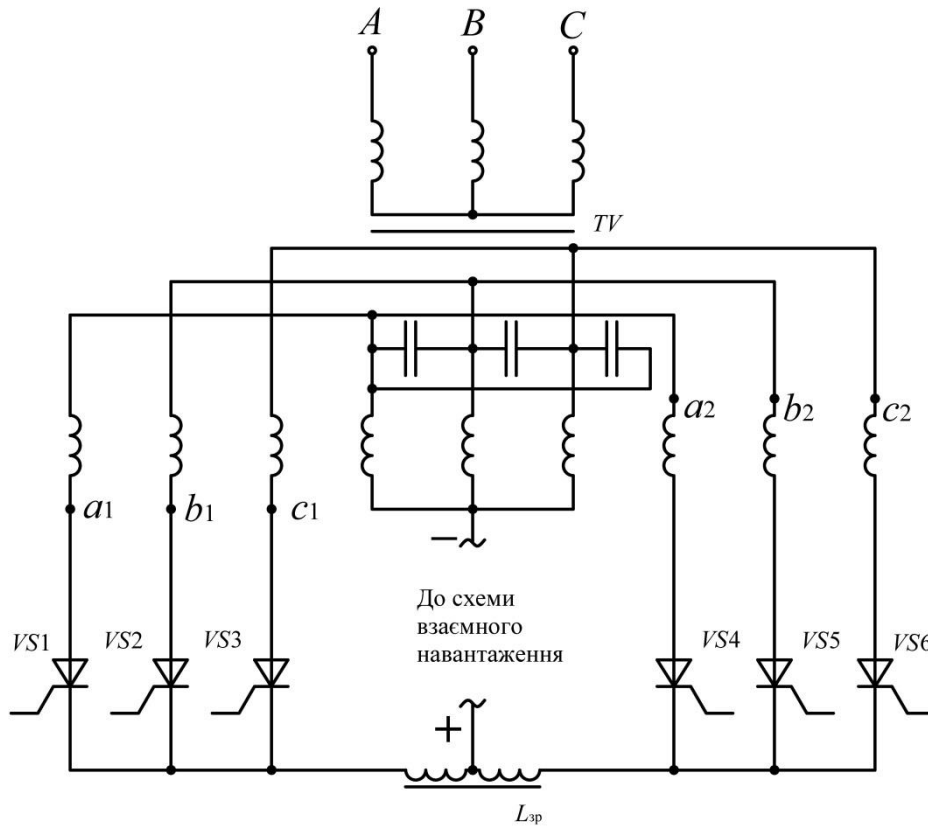 A B C
TV
a2 b2 c2
a1 b1 c1
−
До схеми
взаємного
навантаження
VS1 VS2 VS3 VS4 VS5 VS6
+
Lзр